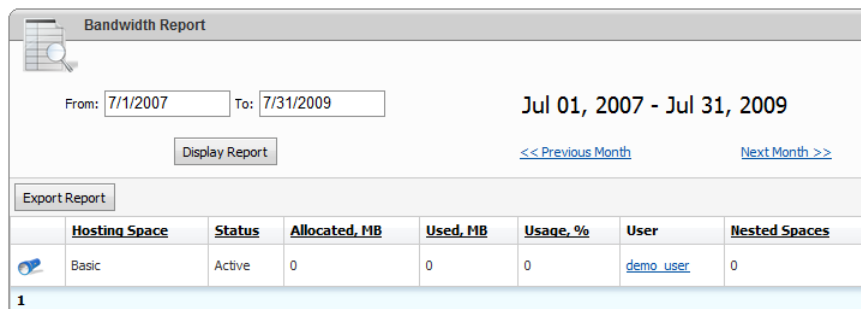 Bandwidth Report
From: 7/1/2007 To: 7/31/2009 Jul 01, 2007 - Jul 31, 2009
Display Report << Previous Month Next Month >>
Export Report
Hosting Space Status Allocated, MB Used, MB Usage, % User Nested Spaces
Basic Active 0 0 0 demo_user 0
1